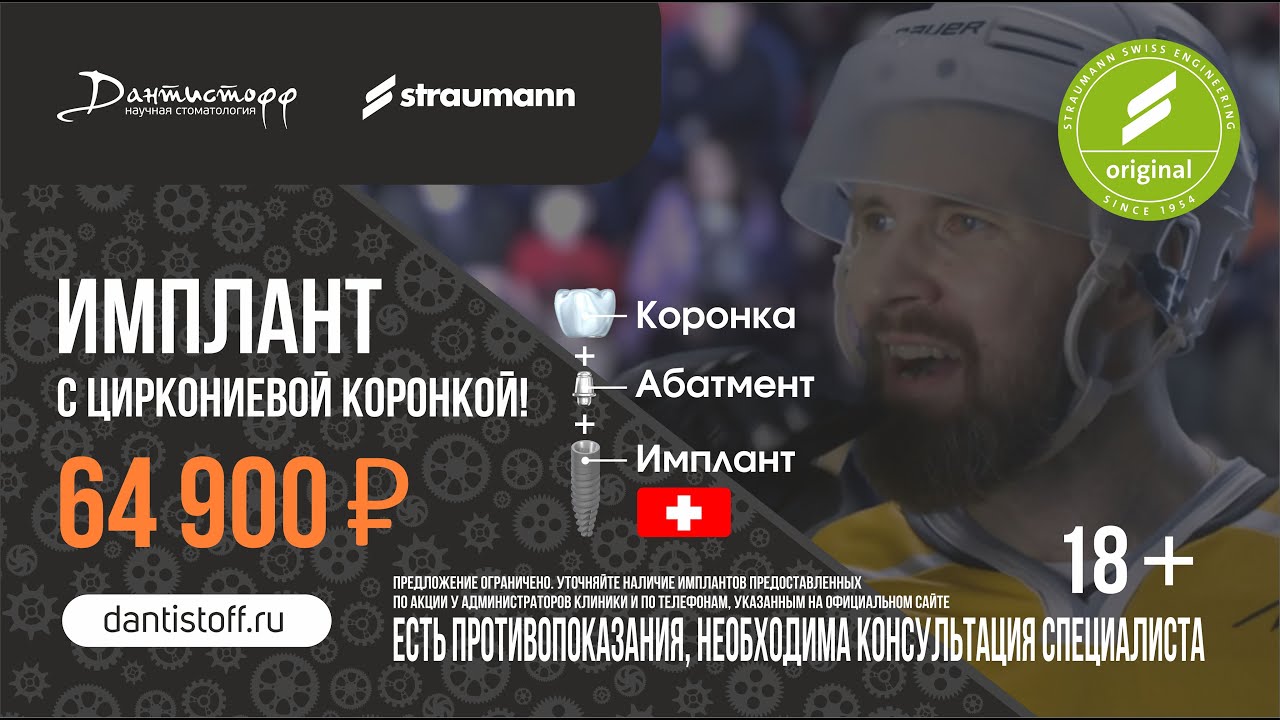 Дантистофф
научная стоматология
straumann
BAUER
STRAUMANN SWISS ENGINEERING
original
SINCE 1954
ИМПЛАНТ
С ЦИРКОНИЕВОЙ КОРОНКОЙ!
64 900 ₽
dantistoff.ru
Коронка
+
Абатмент
+
Имплант
18 +
ПРЕДЛОЖЕНИЕ ОГРАНИЧЕНО. УТОЧНЯЙТЕ НАЛИЧИЕ ИМПЛАНТОВ ПРЕДОСТАВЛЕННЫХ
ПО АКЦИИ У АДМИНИСТРАТОРОВ КЛИНИКИ И ПО ТЕЛЕФОНАМ, УКАЗАННЫМ НА ОФИЦИАЛЬНОМ САЙТЕ
ЕСТЬ ПРОТИВОПОКАЗАНИЯ, НЕОБХОДИМА КОНСУЛЬТАЦИЯ СПЕЦИАЛИСТА